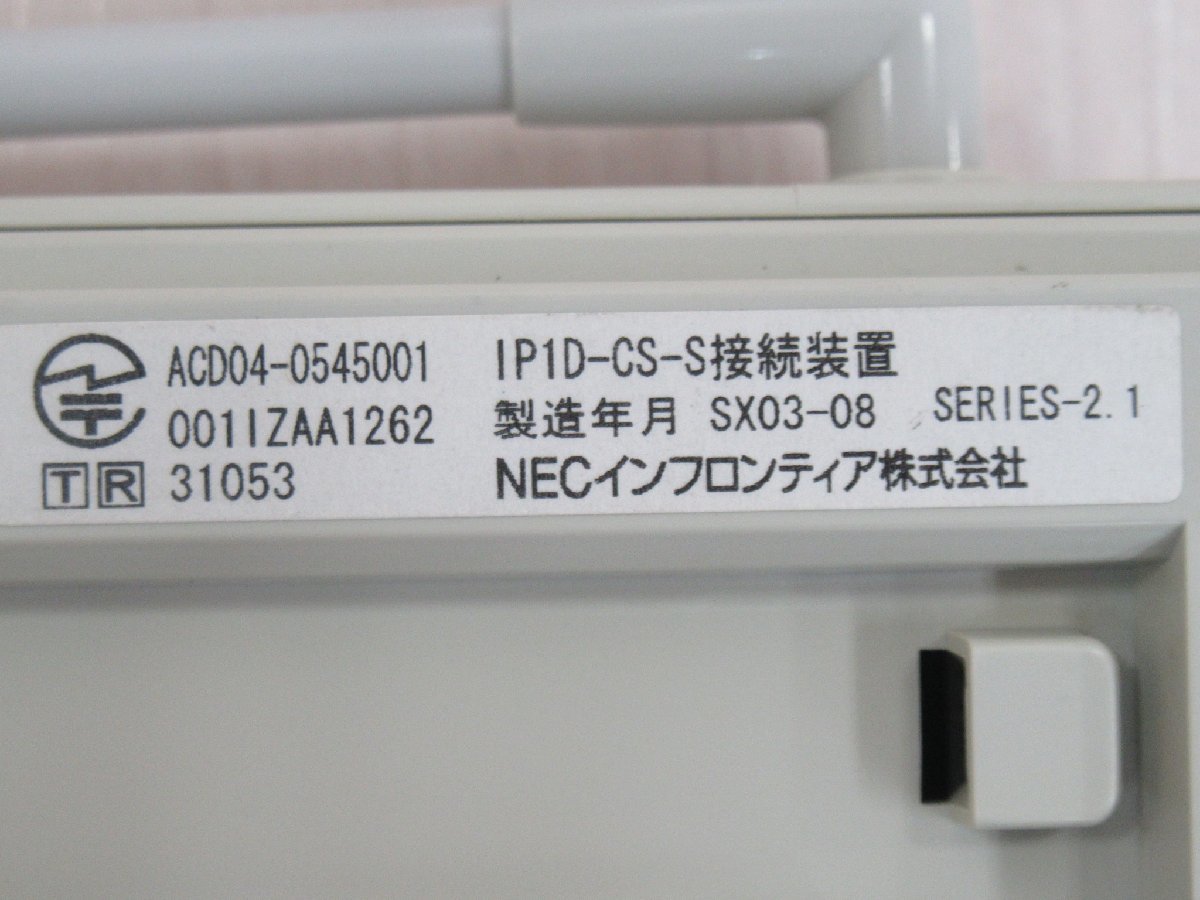 ACD04-0545001 IP1D-CS-S接続装置
001IZAA1262 製造年月 SX03-08 SERIES-2.1
T R 31053 NECインフロンティア株式会社